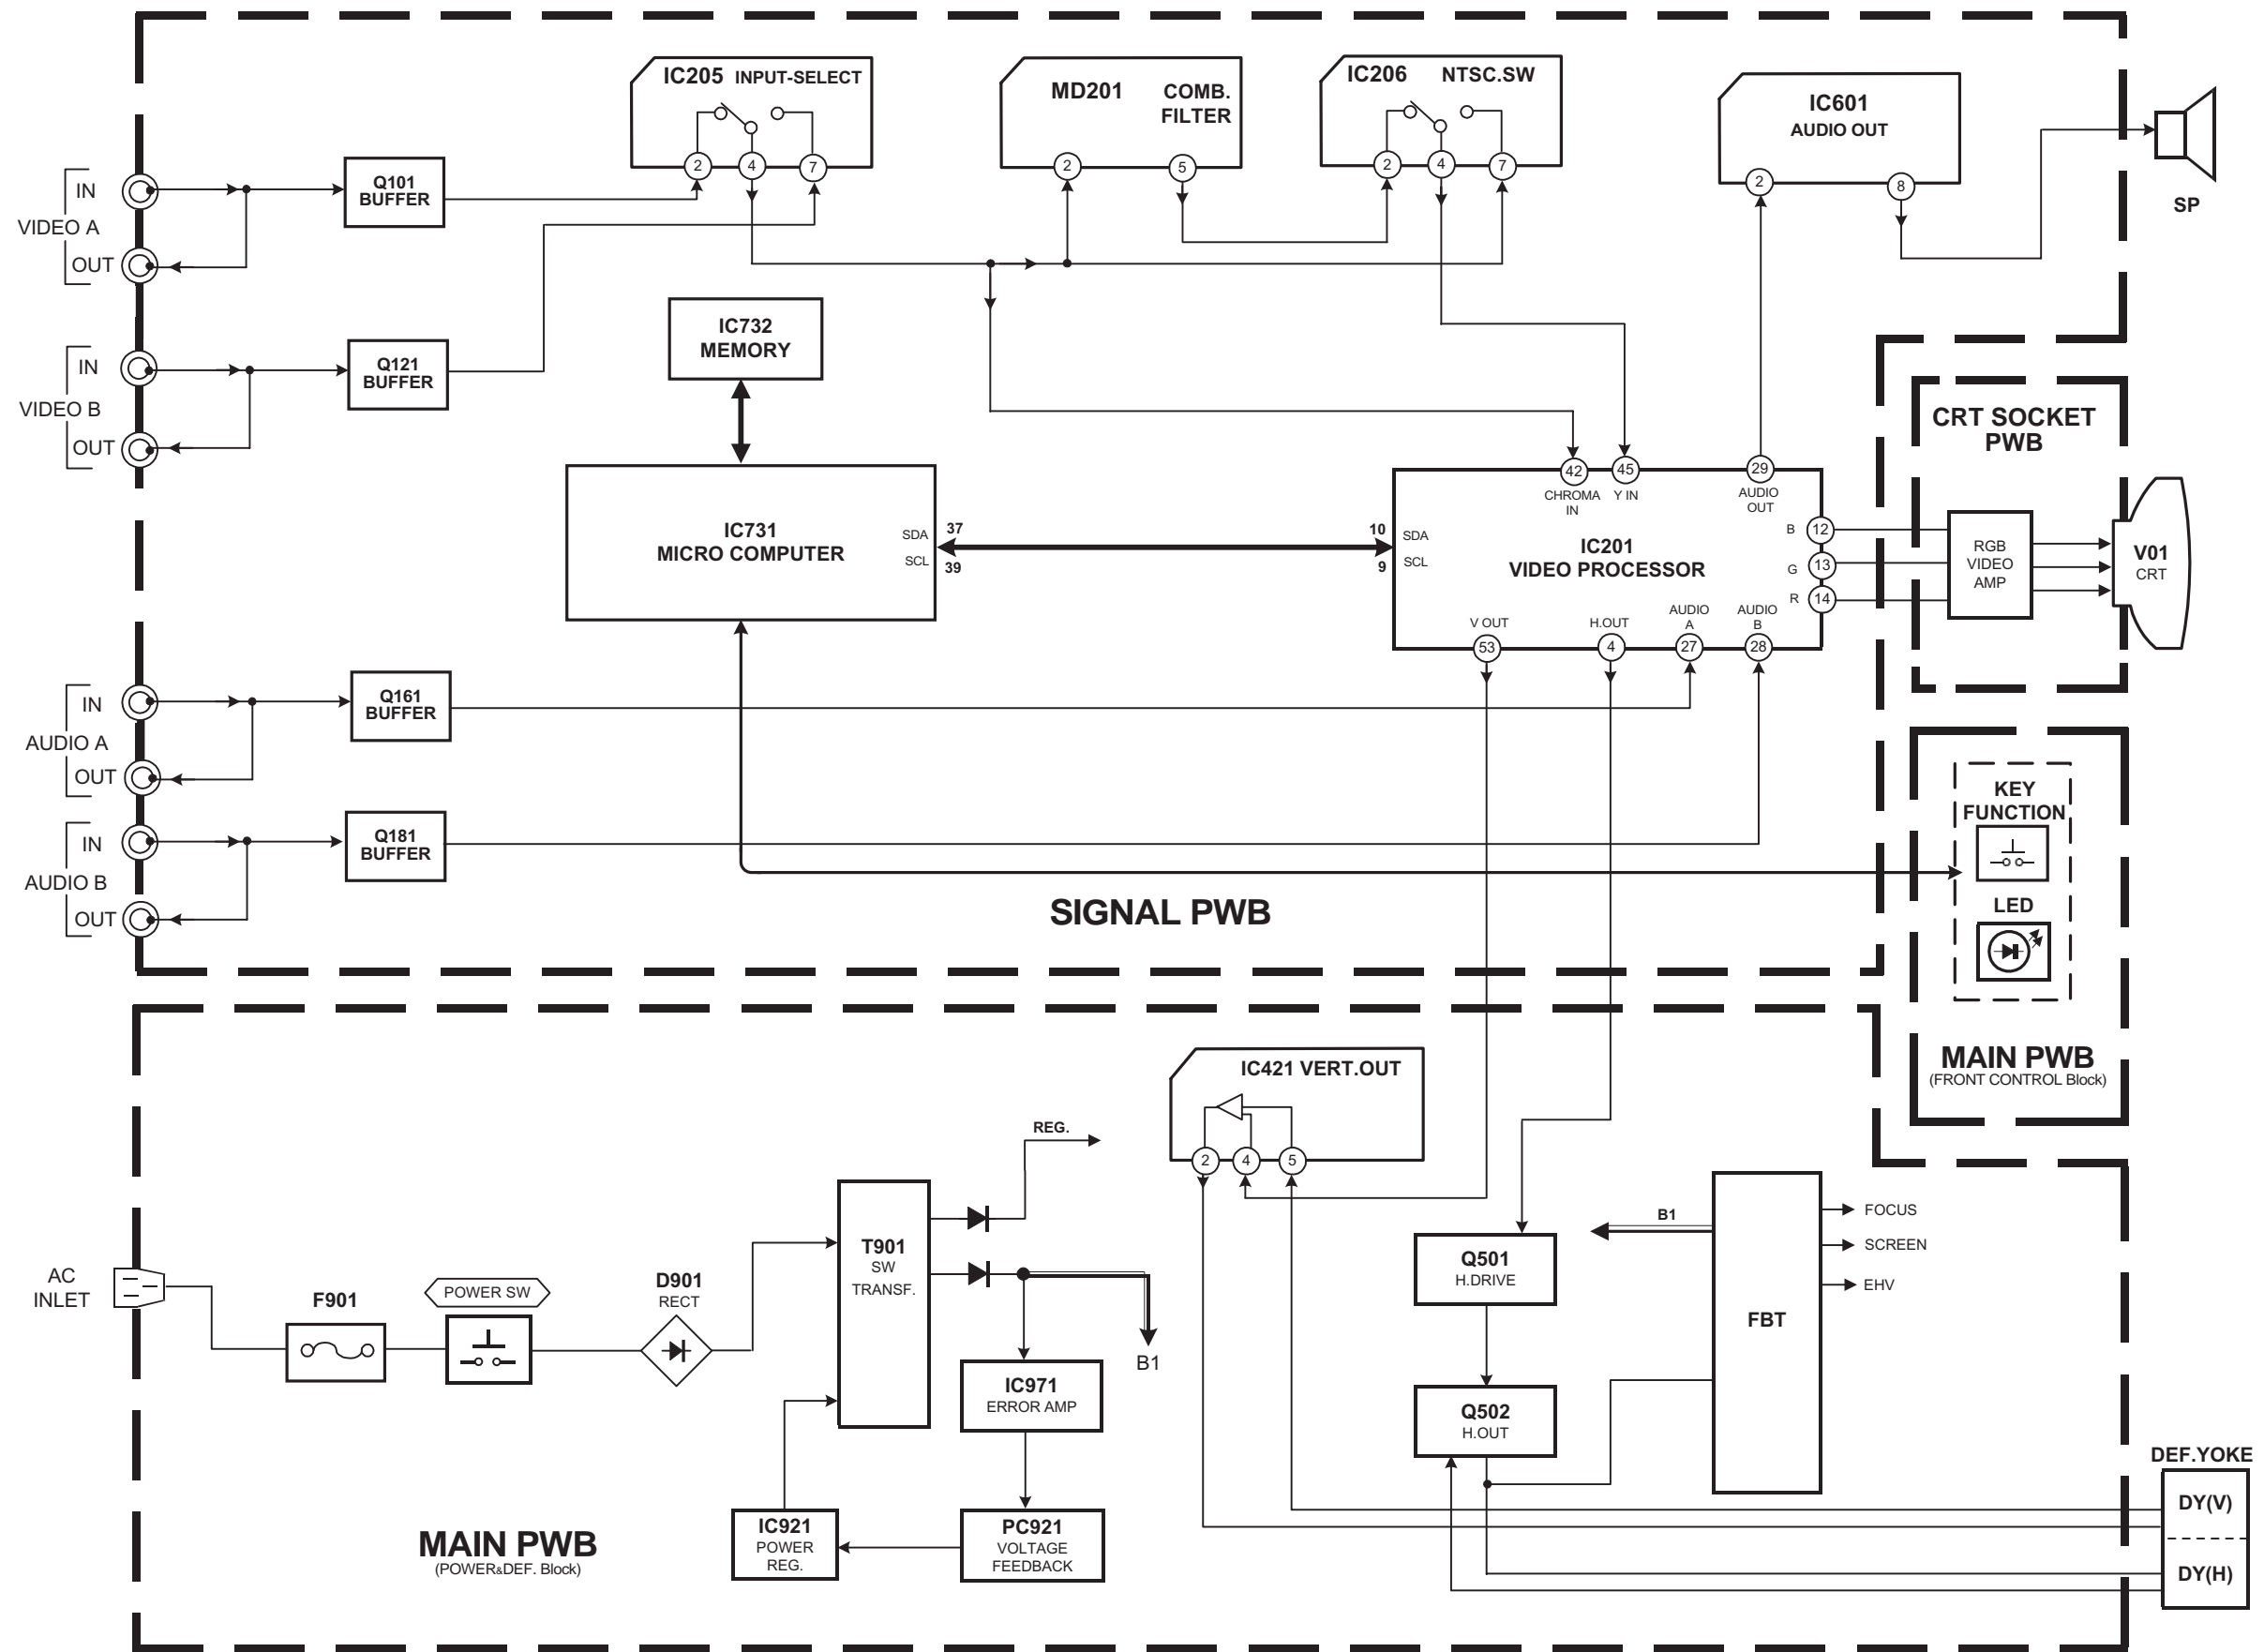 IC205 INPUT-SELECT
2
4
7
MD201 COMB.
FILTER
2
5
IC206 NTSC.SW
2
4
7
IC601
AUDIO OUT
2
8
SP
IN
VIDEO A
OUT
Q101
BUFFER
IN
VIDEO B
OUT
Q121
BUFFER
IC732
MEMORY
IC731
MICRO COMPUTER
SDA
SCL
37
39
10
9
SDA
SCL
42
45
29
CHROMA
IN
Y IN
AUDIO
OUT
IC201
VIDEO PROCESSOR
B
12
G
13
R
14
V OUT
H.OUT
AUDIO
A
AUDIO
B
53
4
27
28
CRT SOCKET
PWB
RGB
VIDEO
AMP
V01
CRT
IN
AUDIO A
OUT
Q161
BUFFER
IN
AUDIO B
OUT
Q181
BUFFER
SIGNAL PWB
KEY
FUNCTION
LED
MAIN PWB
(FRONT CONTROL Block)
IC421 VERT.OUT
2
4
5
REG.
AC
INLET
F901
POWER SW
D901
RECT
T901
SW
TRANSF.
B1
IC971
ERROR AMP
IC921
POWER
REG.
PC921
VOLTAGE
FEEDBACK
MAIN PWB
(POWER&DEF. Block)
Q501
H.DRIVE
Q502
H.OUT
B1
FBT
FOCUS
SCREEN
EHV
DEF.YOKE
DY(V)
DY(H)